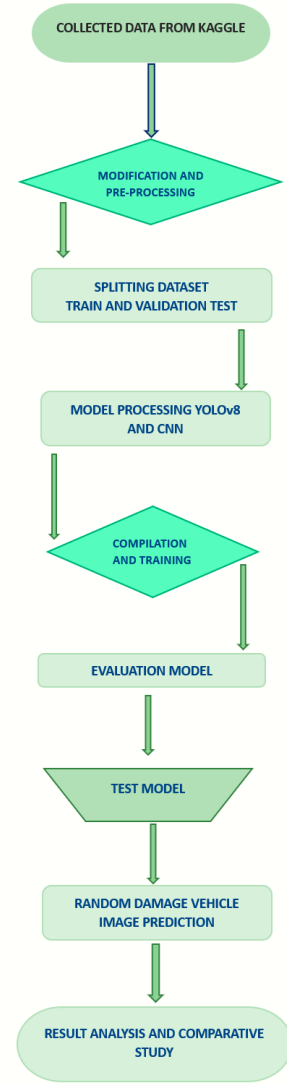 COLLECTED DATA FROM KAGGLE
MODIFICATION AND
PRE-PROCESSING
SPLITTING DATASET
TRAIN AND VALIDATION TEST
MODEL PROCESSING YOLOv8
AND CNN
COMPILATION
AND TRAINING
EVALUATION MODEL
TEST MODEL
RANDOM DAMAGE VEHICLE
IMAGE PREDICTION
RESULT ANALYSIS AND COMPARATIVE
STUDY